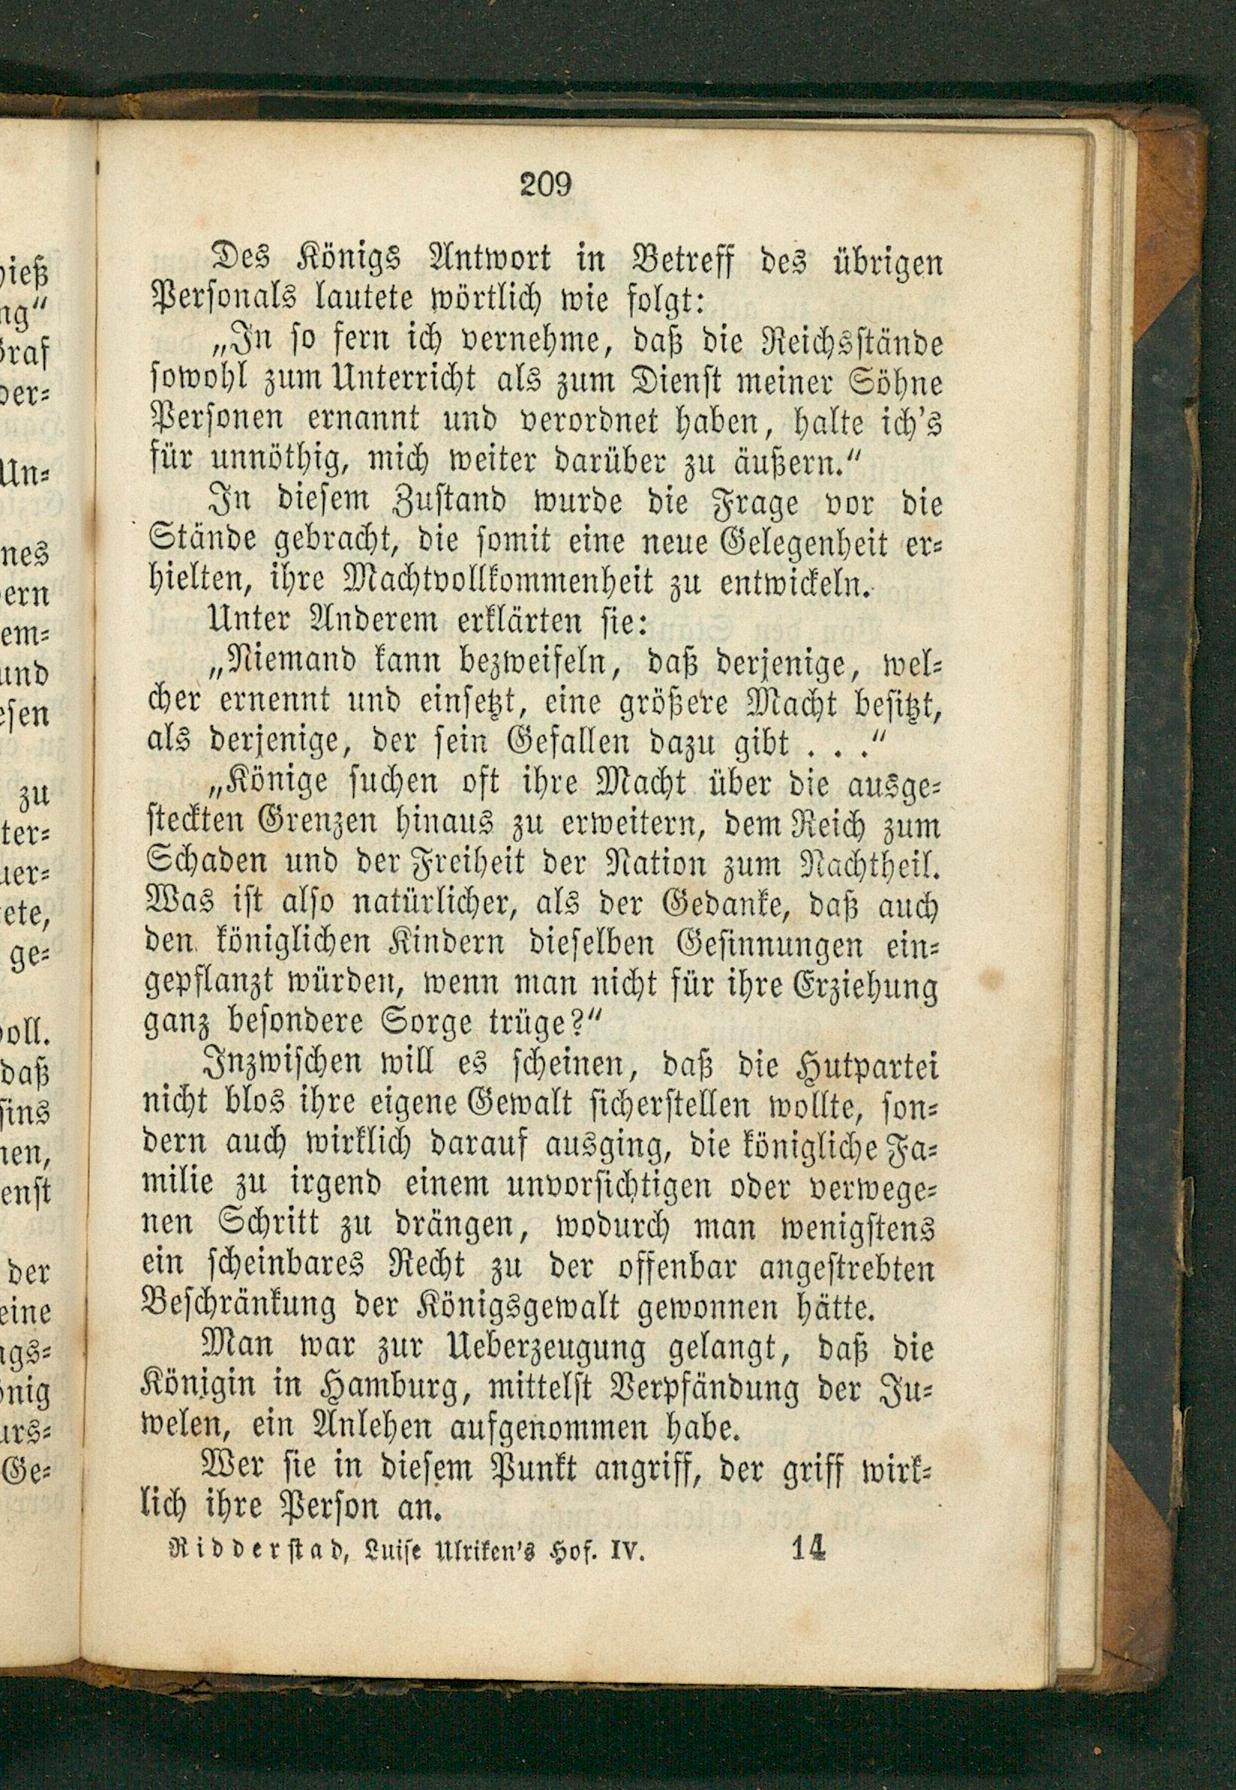 209
Des Königs Antwort in Betreff des übrigen
Personals lautete wörtlich wie folgt:
„In so fern ich vernehme, daß die Reichsstände
sowohl zum Unterricht als zum Dienst meiner Söhne
Personen ernannt und verordnet haben, halte ich's
für unnöthig, mich weiter darüber zu äußern.“
In diesem Zustand wurde die Frage vor die
Stände gebracht, die somit eine neue Gelegenheit er-
hielten, ihre Machtvollkommenheit zu entwickeln.
Unter Anderem erklärten sie:
„Niemand kann bezweifeln, daß derjenige, wel-
cher ernennt und einsetzt, eine größere Macht besitzt,
als derjenige, der sein Gefallen dazu gibt . . .“
„Könige suchen oft ihre Macht über die ausge-
steckten Grenzen hinaus zu erweitern, dem Reich zum
Schaden und der Freiheit der Nation zum Nachtheil.
Was ist also natürlicher, als der Gedanke, daß auch
den königlichen Kindern dieselben Gesinnungen ein-
gepflanzt würden, wenn man nicht für ihre Erziehung
ganz besondere Sorge trüge?“
Inzwischen will es scheinen, daß die Hutpartei
nicht blos ihre eigene Gewalt sicherstellen wollte, son-
dern auch wirklich darauf ausging, die königliche Fa-
milie zu irgend einem unvorsichtigen oder verwege-
nen Schritt zu drängen, wodurch man wenigstens
ein scheinbares Recht zu der offenbar angestrebten
Beschränkung der Königsgewalt gewonnen hätte.
Man war zur Ueberzeugung gelangt, daß die
Königin in Hamburg, mittelst Verpfändung der Ju-
welen, ein Anlehen aufgenommen habe.
Wer sie in diesem Punkt angriff, der griff wirk-
lich ihre Person an.
Ridderstad, Luise Ulriken's Hof. IV. 14